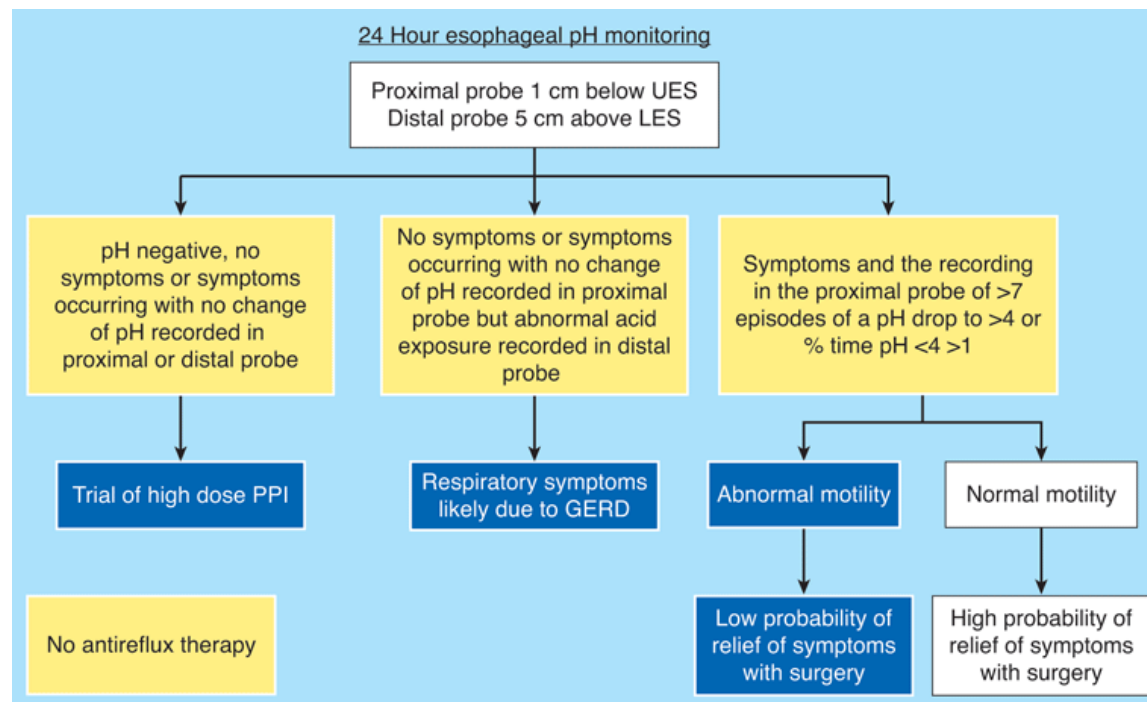 24 Hour esophageal pH monitoring
Proximal probe 1 cm below UES
Distal probe 5 cm above LES
pH negative, no
symptoms or symptoms
occurring with no change
of pH recorded in
proximal or distal probe
No symptoms or symptoms
occurring with no change
of pH recorded in proximal
probe but abnormal acid
exposure recorded in distal
probe
Symptoms and the recording
in the proximal probe of >7
episodes of a pH drop to >4 or
% time pH <4 >1
Trial of high dose PPI
Respiratory symptoms
likely due to GERD
Abnormal motility
Normal motility
No antireflux therapy
Low probability of
relief of symptoms
with surgery
High probability of
relief of symptoms
with surgery